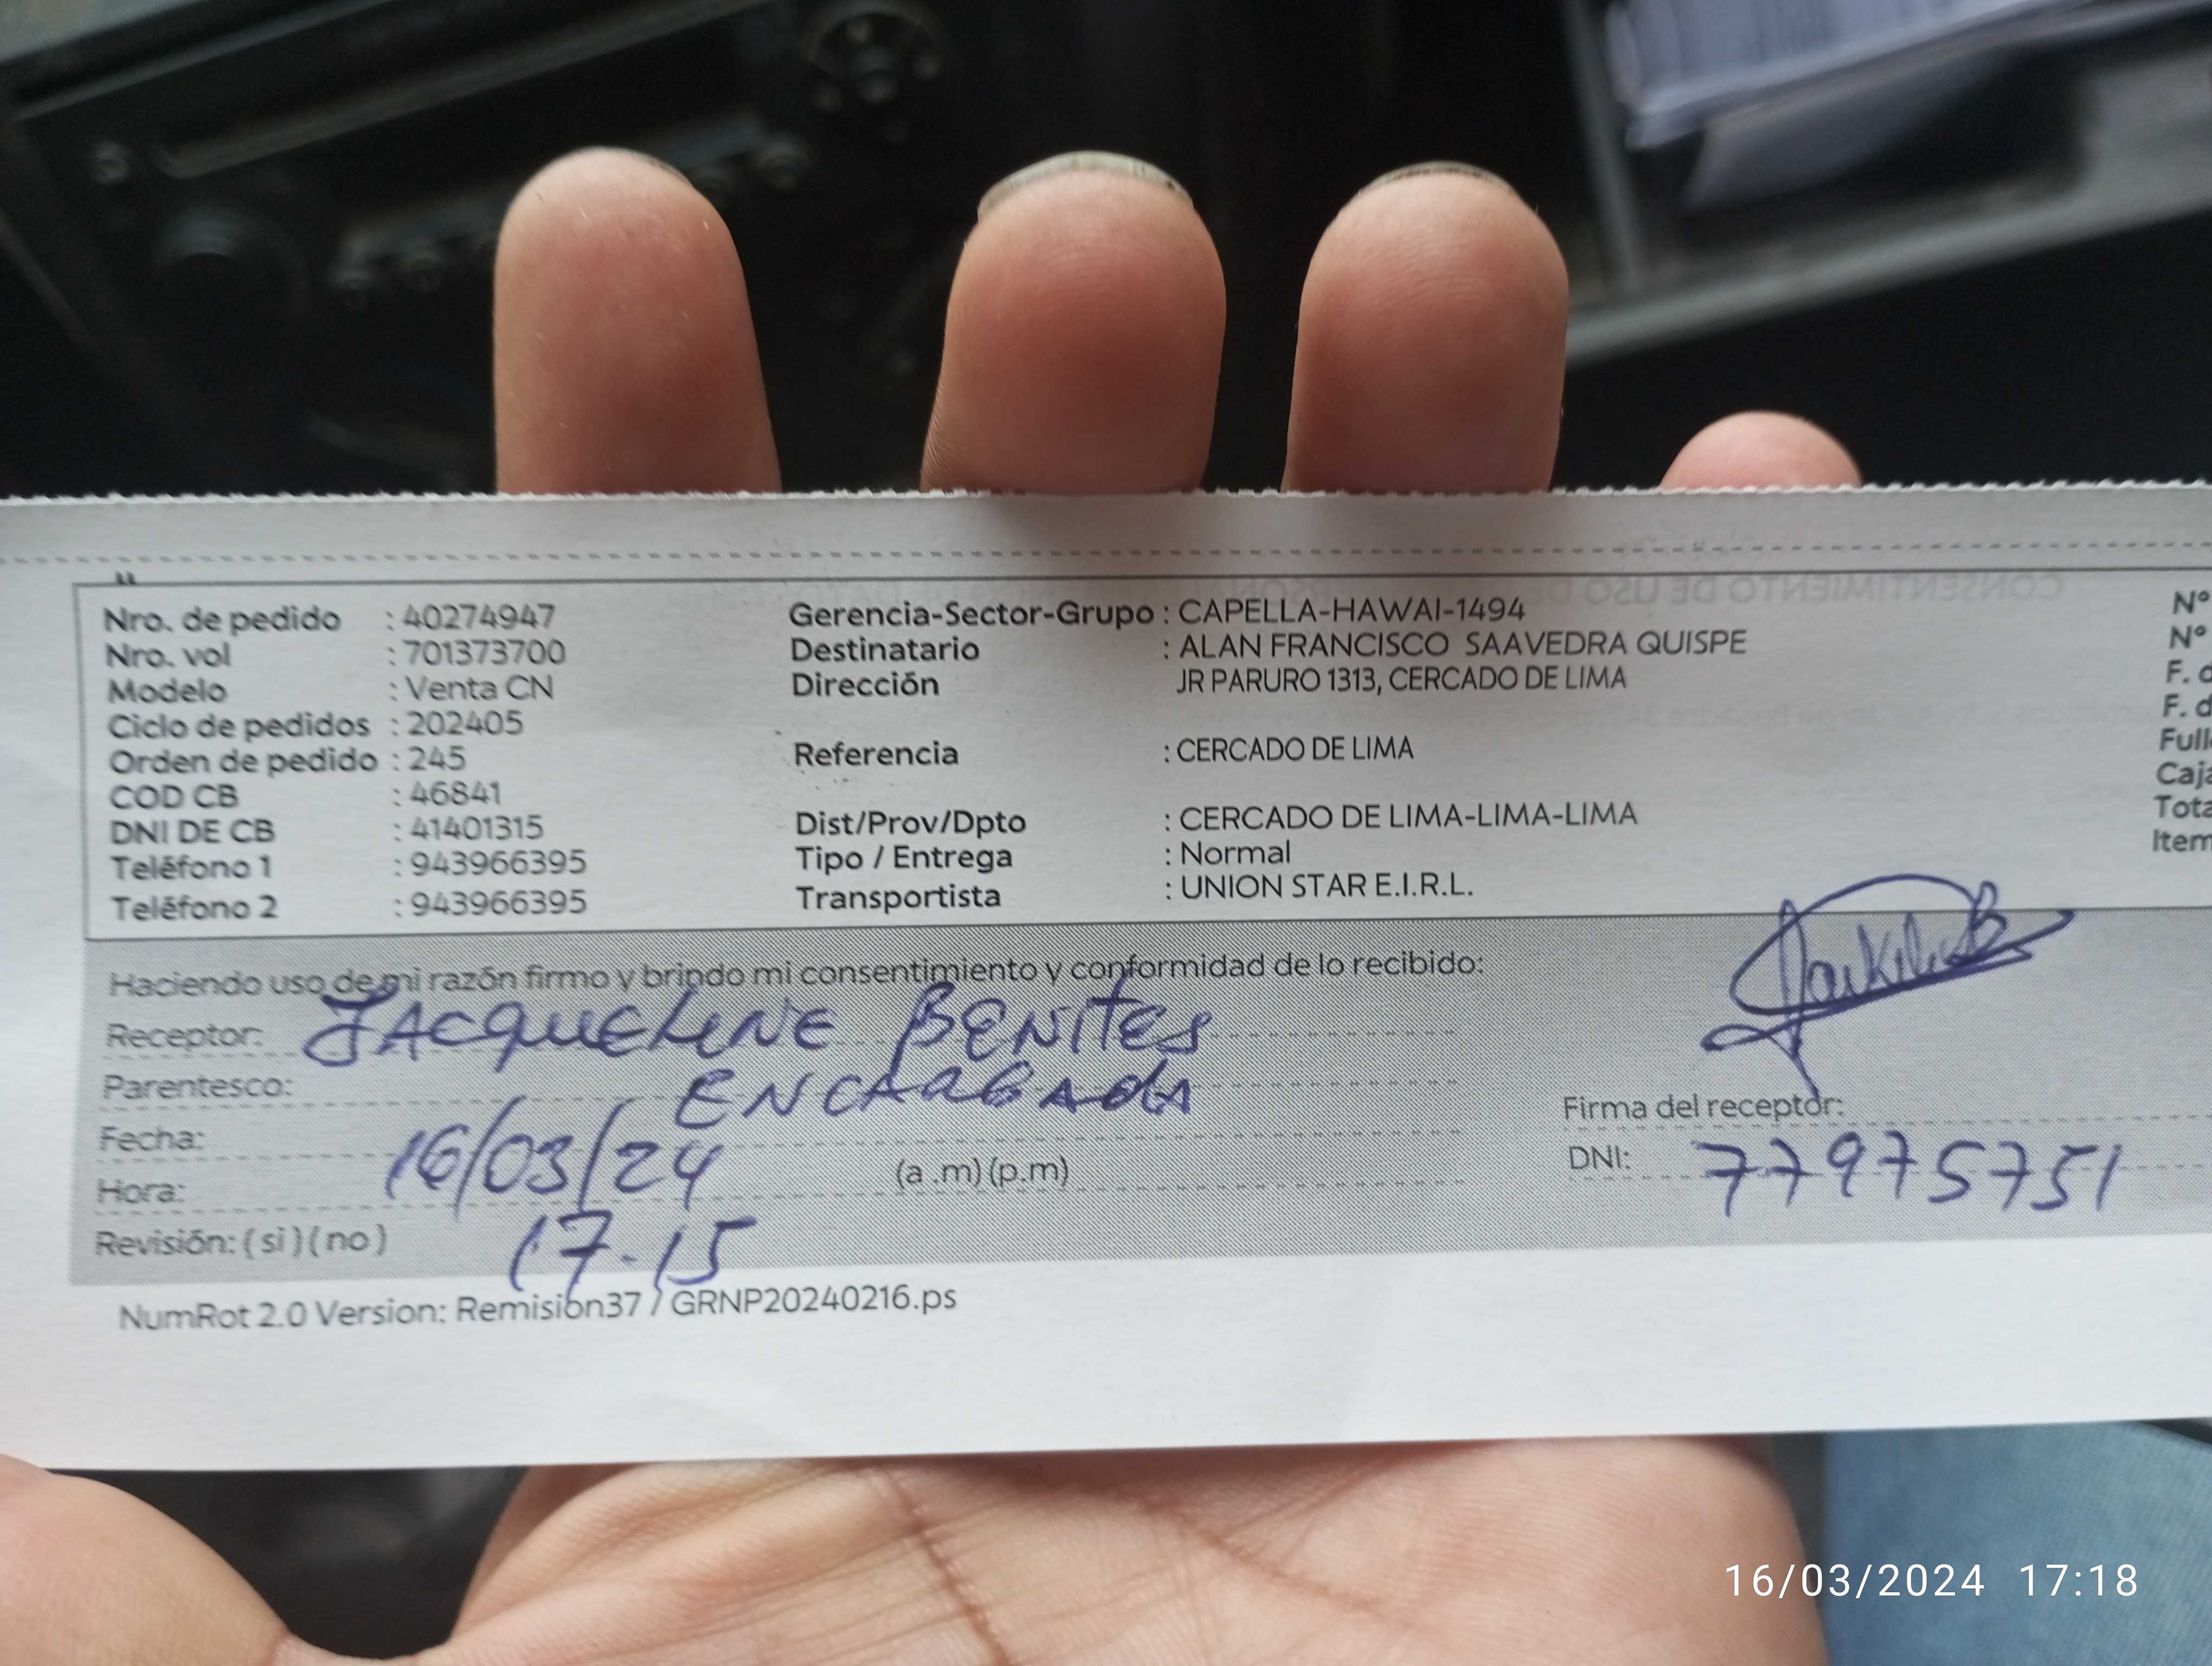 Nro. de pedido : 40274947
Nro. vol : 701373700
Modelo : Venta CN
Ciclo de pedidos : 202405
Orden de pedido : 245
COD CB : 46841
DNI DE CB : 41401315
Teléfono 1 : 943966395
Teléfono 2 : 943966395
Gerencia-Sector-Grupo : CAPELLA-HAWAI-1494
Destinatario : ALAN FRANCISCO SAAVEDRA QUISPE
Dirección JR PARURO 1313, CERCADO DE LIMA
Referencia : CERCADO DE LIMA
Dist/Prov/Dpto : CERCADO DE LIMA-LIMA-LIMA
Tipo / Entrega : Normal
Transportista : UNION STAR E.I.R.L.
N°
N°
F. d
F. d
Full
Caja
Tota
Item
Haciendo uso de mi razón firmo y brindo mi consentimiento y conformidad de lo recibido:
Receptor: JACQUELINE BENITES
Parentesco: ENCARGADA
Fecha: 16/03/24
Hora: 17-15 (a .m) (p.m)
Revisión: ( si ) ( no )
Firma del receptor:
DNI: 77975751
NumRot 2.0 Version: Remisión37 / GRNP20240216.ps
16/03/2024 17:18